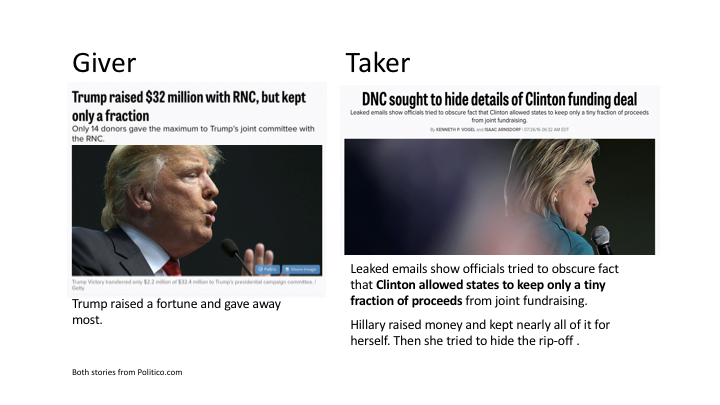 Giver
Trump raised $32 million with RNC, but kept
only a fraction
Only 14 donors gave the maximum to Trump's joint committee with
the RNC.
Politico
Share Image
Trump Victory transferred only $2.2 million of $32.4 million to Trump's presidential campaign committee. |
Getty
Trump raised a fortune and gave away
most.
Taker
DNC sought to hide details of Clinton funding deal
Leaked emails show officials tried to obscure fact that Clinton allowed states to keep only a tiny fraction of proceeds
from joint fundraising.
By KENNETH P. VOGEL and ISAAC ARNSDORF | 07/26/16 06:32 AM EDT
Leaked emails show officials tried to obscure fact
that Clinton allowed states to keep only a tiny
fraction of proceeds from joint fundraising.
Hillary raised money and kept nearly all of it for
herself. Then she tried to hide the rip-off .
Both stories from Politico.com